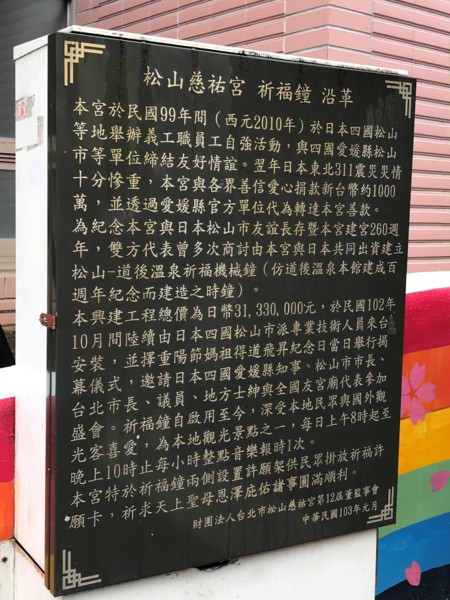 松山慈祐宮 祈福鐘 沿革
本宮於民國99年間（西元2010年）於日本四國松山
等地舉辦義工職員工自強活動，與四國愛媛縣松山
市等單位締結友好情誼。翌年日本東北311震災災情
十分慘重，本宮與各界善信愛心捐款新台幣約1000
萬，並透過愛媛縣官方單位代為轉達本宮善款。
為紀念本宮與日本松山市友誼長存暨本宮建宮260週
年，雙方代表曾多次商討由本宮與日本共同出資建立
松山-道後溫泉祈福機械鐘（仿道後溫泉本館建成百
週年紀念而建造之時鐘）。
本興建工程總價為日幣31,330,000元，於民國102年
10月間陸續由日本四國松山市派專業技術人員來台
安裝，並擇重陽節媽祖得道飛昇紀念日當日舉行揭
幕儀式，邀請日本四國愛媛縣知事、松山市市長、
台北市長、議員、地方士紳與全國友宮廟代表參加
盛會。祈福鐘自啟用至今，深受本地民眾與國外觀
光客喜愛，為本地觀光景點之一，每日上午8時起至
晚上10時止每小時整點音樂報時1次。
本宮特於祈福鐘兩側設置許願架供民眾掛放祈福許
願卡，祈求天上聖母恩澤庇佑諸事圓滿順利。
財團法人台北市松山慈祐宮第12屆董監事會
中華民國103年元月